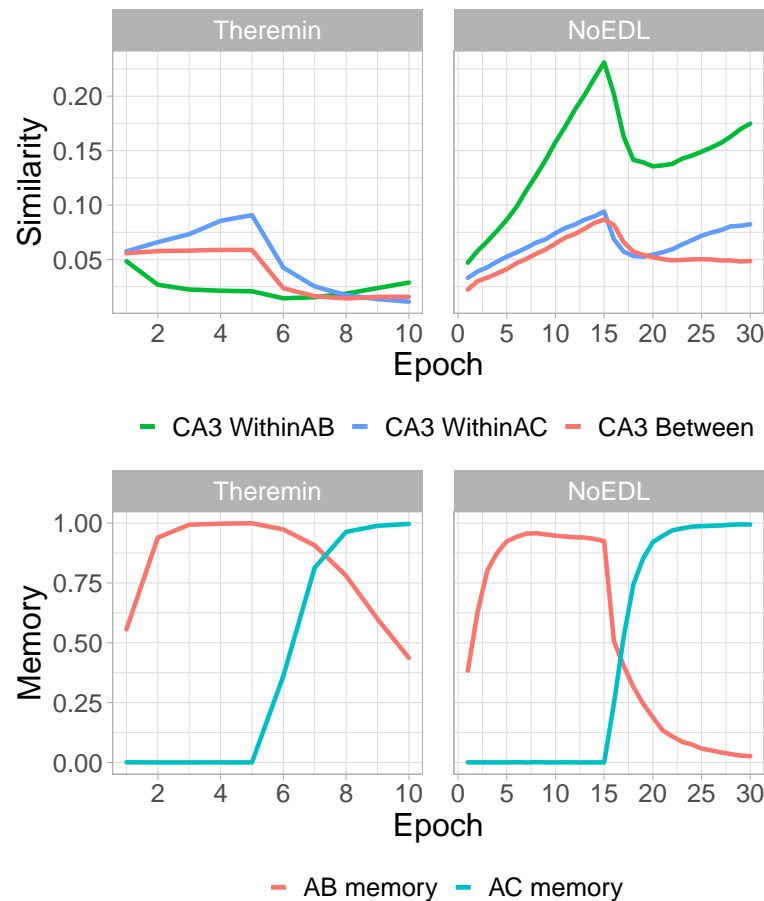 Theremin NoEDL
Similarity
0.20
0.15
0.10
0.05
2 4 6 8 10 0 5 10 15 20 25 30
Epoch
CA3 WithinAB CA3 WithinAC CA3 Between
Theremin NoEDL
Memory
1.00
0.75
0.50
0.25
0.00
2 4 6 8 10 0 5 10 15 20 25 30
Epoch
AB memory AC memory